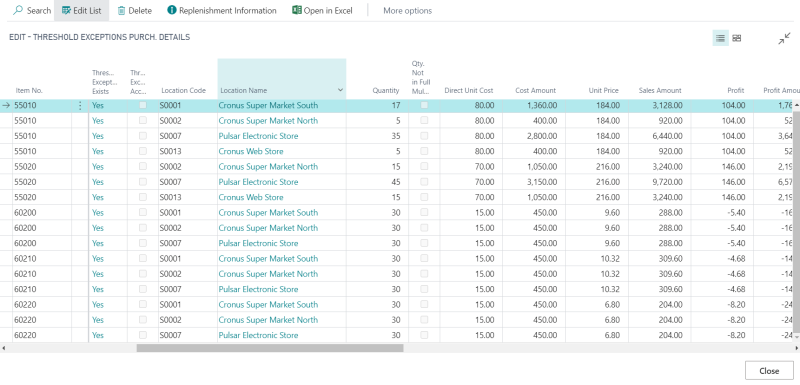 Search Edit List Delete Replenishment Information Open in Excel More options
EDIT - THRESHOLD EXCEPTIONS PURCH. DETAILS
Item No. Thres... Except... Exists Thr... Exc... Acc... Location Code Location Name Quantity Qty. Not in Full Mul... Direct Unit Cost Cost Amount Unit Price Sales Amount Profit Profit Amou
55010 Yes S0001 Cronus Super Market South 17 80.00 1,360.00 184.00 3,128.00 104.00 1,76
55010 Yes S0002 Cronus Super Market North 5 80.00 400.00 184.00 920.00 104.00 52
55010 Yes S0007 Pulsar Electronic Store 35 80.00 2,800.00 184.00 6,440.00 104.00 3,64
55010 Yes S0013 Cronus Web Store 5 80.00 400.00 184.00 920.00 104.00 52
55020 Yes S0002 Cronus Super Market North 15 70.00 1,050.00 216.00 3,240.00 146.00 2,19
55020 Yes S0007 Pulsar Electronic Store 45 70.00 3,150.00 216.00 9,720.00 146.00 6,57
55020 Yes S0013 Cronus Web Store 15 70.00 1,050.00 216.00 3,240.00 146.00 2,19
60200 Yes S0001 Cronus Super Market South 30 15.00 450.00 9.60 288.00 -5.40 -16
60200 Yes S0002 Cronus Super Market North 30 15.00 450.00 9.60 288.00 -5.40 -16
60200 Yes S0007 Pulsar Electronic Store 30 15.00 450.00 9.60 288.00 -5.40 -16
60210 Yes S0001 Cronus Super Market South 30 15.00 450.00 10.32 309.60 -4.68 -14
60210 Yes S0002 Cronus Super Market North 30 15.00 450.00 10.32 309.60 -4.68 -14
60210 Yes S0007 Pulsar Electronic Store 30 15.00 450.00 10.32 309.60 -4.68 -14
60220 Yes S0001 Cronus Super Market South 30 15.00 450.00 6.80 204.00 -8.20 -24
60220 Yes S0002 Cronus Super Market North 30 15.00 450.00 6.80 204.00 -8.20 -24
60220 Yes S0007 Pulsar Electronic Store 30 15.00 450.00 6.80 204.00 -8.20 -24
Close